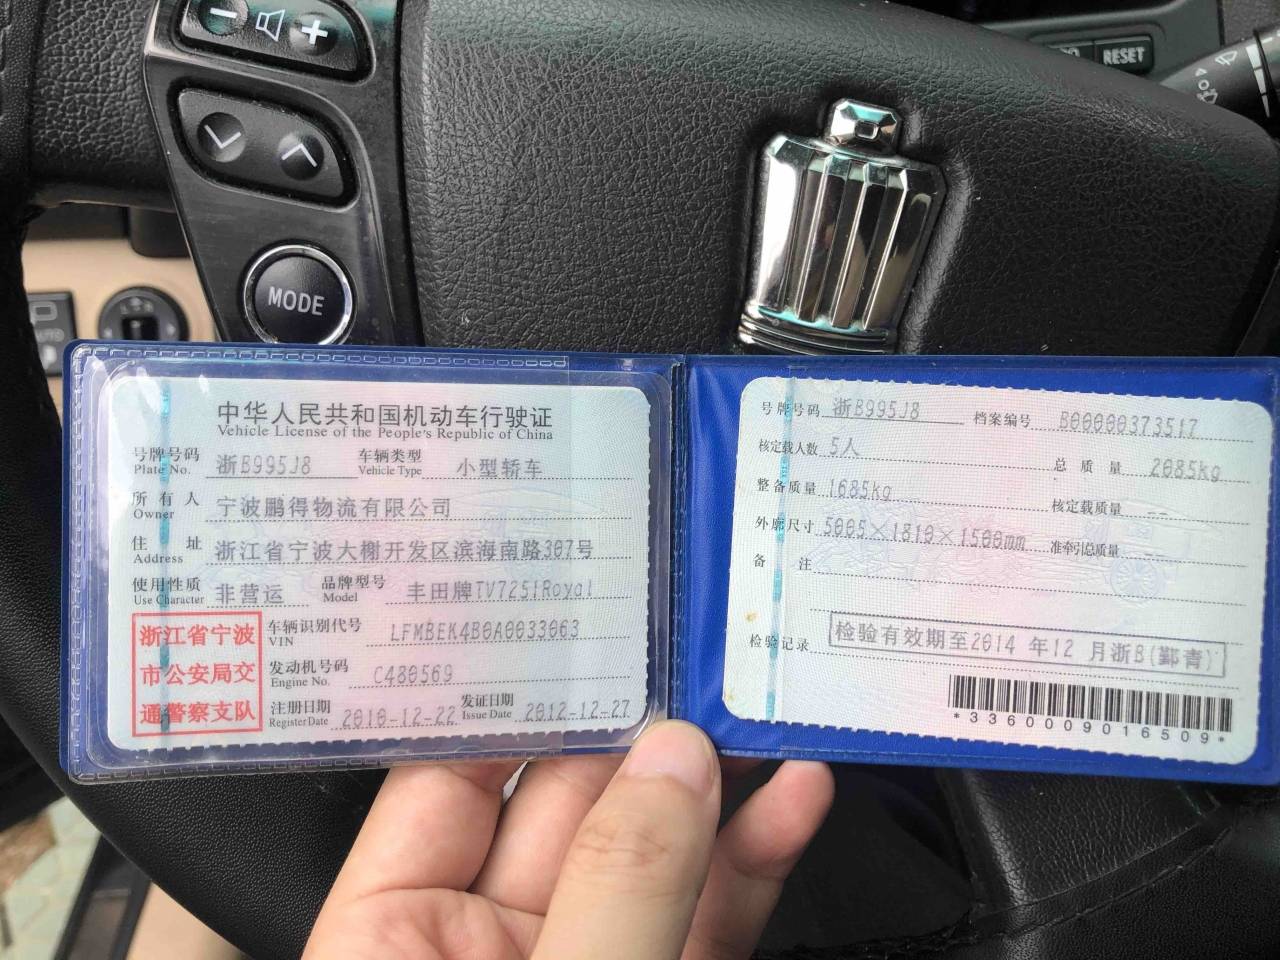 RESET
MODE
中华人民共和国机动车行驶证
Vehicle License of the People's Republic of China
号牌号码 浙B995J8 车辆类型 小型轿车
Plate No. Vehicle Type
所有人 宁波鹏得物流有限公司
Owner
住址 浙江省宁波大榭开发区滨海南路307号
Address
使用性质 非营运 品牌型号 丰田牌TV7251Royal
Use Character Model
浙江省宁波
市公安局交
通警察支队
车辆识别代号 LFMBEK4B0A0033063
VIN
发动机号码 C480569
Engine No.
注册日期 2010-12-22 发证日期 2012-12-27
Register Date Issue Date
号牌号码 浙B995J8 档案编号 B00000373517
核定载人数 5人 总质量 2085kg
整备质量 1685kg 核定载质量 --
外廓尺寸 5005×1810×1500mm 准牵引总质量 --
备注
检验记录 检验有效期至2014 年12 月浙B(鄞青)
*3360009016509*